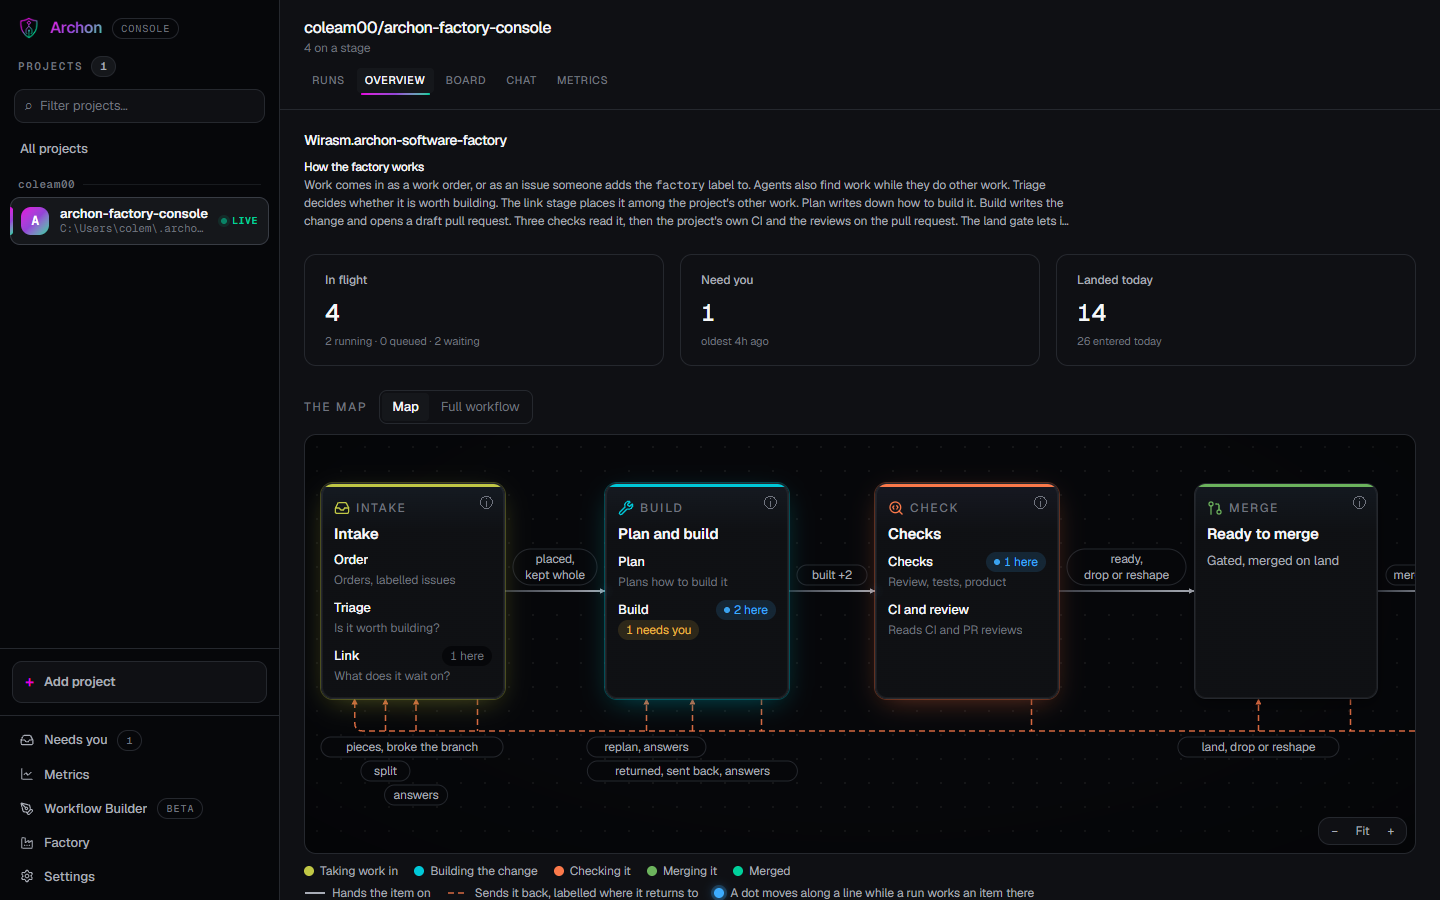 Archon
CONSOLE
PROJECTS 1
Filter projects...
All projects
coleam00
A
archon-factory-console
C:\Users\colem\.archo...
LIVE
Add project
Needs you 1
Metrics
Workflow Builder BETA
Factory
Settings
coleam00/archon-factory-console
4 on a stage
RUNS OVERVIEW BOARD CHAT METRICS
Wirasm.archon-software-factory
How the factory works
Work comes in as a work order, or as an issue someone adds the factory label to. Agents also find work while they do other work. Triage
decides whether it is worth building. The link stage places it among the project's other work. Plan writes down how to build it. Build writes the
change and opens a draft pull request. Three checks read it, then the project's own CI and the reviews on the pull request. The land gate lets i...
In flight
4
2 running · 0 queued · 2 waiting
Need you
1
oldest 4h ago
Landed today
14
26 entered today
THE MAP Map Full workflow
INTAKE
Intake
Order
Orders, labelled issues
Triage
Is it worth building?
Link 1 here
What does it wait on?
placed,
kept whole
BUILD
Plan and build
Plan
Plans how to build it
Build 2 here
1 needs you
built +2
CHECK
Checks
Checks 1 here
Review, tests, product
CI and review
Reads CI and PR reviews
ready,
drop or reshape
MERGE
Ready to merge
Gated, merged on land
mer
pieces, broke the branch
split
answers
replan, answers
returned, sent back, answers
land, drop or reshape
− Fit +
Taking work in Building the change Checking it Merging it Merged
Hands the item on Sends it back, labelled where it returns to A dot moves along a line while a run works an item there